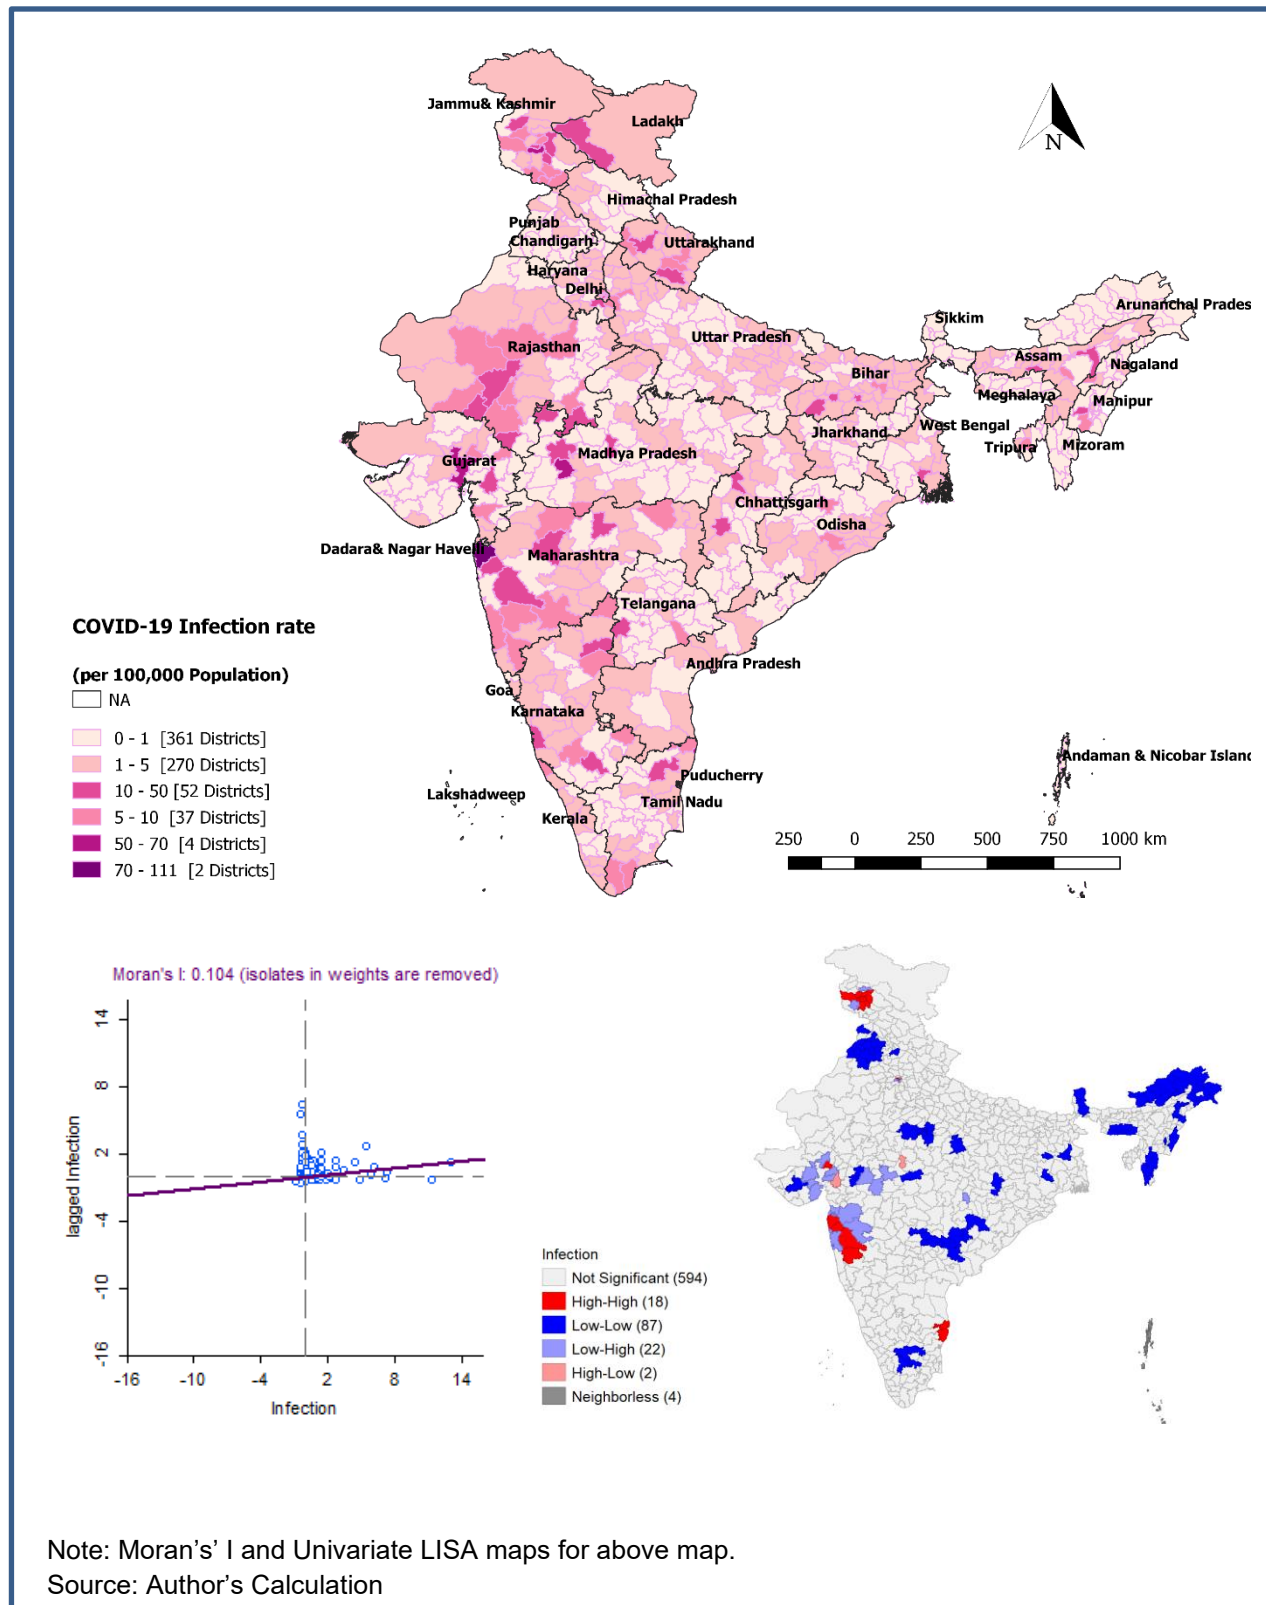 Jammu& Kashmir
Ladakh
N
Himachal Pradesh
Punjab
Chandigarh
Uttarakhand
Haryana
Delhi
Arunanchal Prades
Sikkim
Uttar Pradesh
Rajasthan
Assam
Nagaland
Bihar
Meghalaya
Manipur
West Bengal
Jharkhand
Tripura
Mizoram
Madhya Pradesh
Gujarat
Chhattisgarh
Odisha
Dadara& Nagar Havelli
Maharashtra
Telangana
COVID-19 Infection rate
Andhra Pradesh
(per 100,000 Population)
Goa
NA
Karnataka
0 - 1 [361 Districts]
1 - 5 [270 Districts]
10 - 50 [52 Districts]
5 - 10 [37 Districts]
50 - 70 [4 Districts]
70 - 111 [2 Districts]
Andaman & Nicobar Islanc
Puducherry
Lakshadweep
Tamil Nadu
Kerala
250 0 250 500 750 1000 km
Moran's I: 0.104 (isolates in weights are removed)
14
8
2
-4
-10
-16
lagged Infection
-16 -10 -4 2 8 14
Infection
Infection
Not Significant (594)
High-High (18)
Low-Low (87)
Low-High (22)
High-Low (2)
Neighborless (4)
Note: Moran’s’ I and Univariate LISA maps for above map.
Source: Author’s Calculation